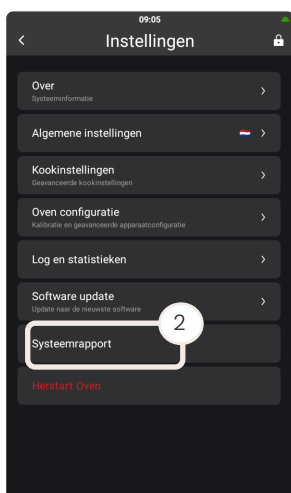 09:05
Instellingen
Over
Systeeminformatie
Algemene instellingen
Kookinstellingen
Geavanceerde kookinstellingen
Oven configuratie
Kalibratie en geavanceerde apparaatconfiguratie
Log en statistieken
Software update
Update naar de nieuwste software
2
Systeemrapport
Herstart Oven